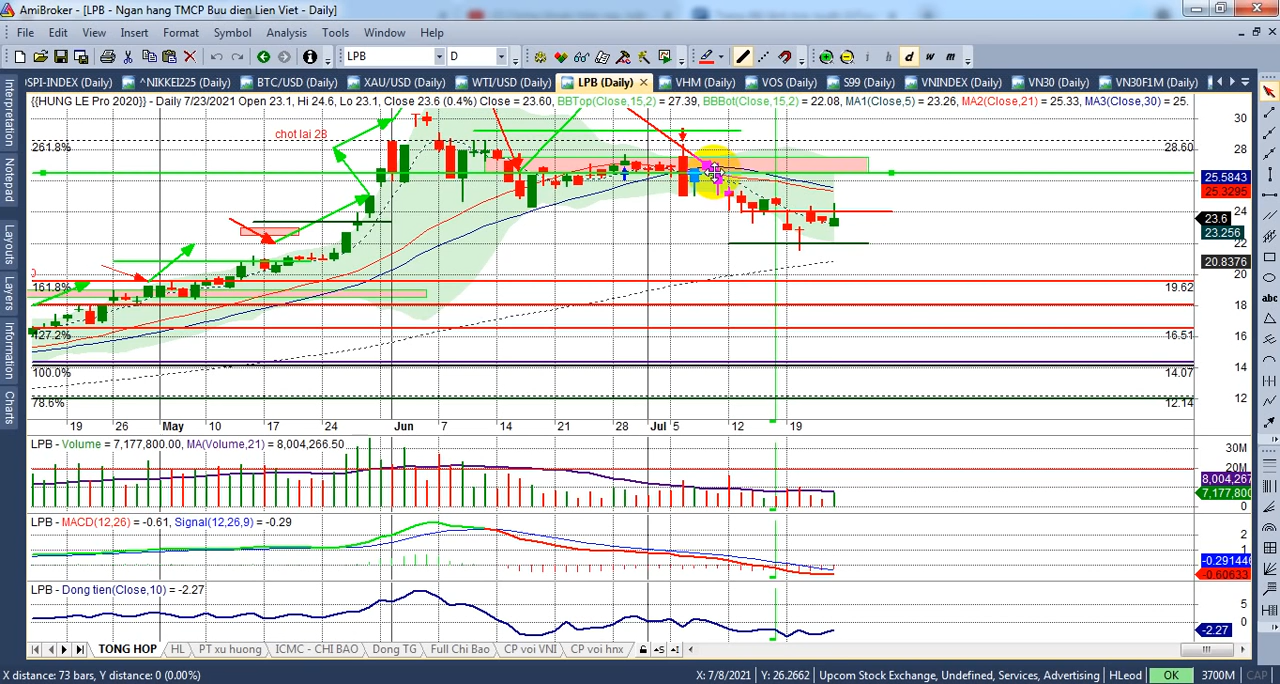 AmiBroker - [LPB - Ngan hang TMCP Buu dien Lien Viet - Daily]
File Edit View Insert Format Symbol Analysis Tools Window Help
LPB D i h d w m
SPI-INDEX (Daily) ^NIKKEI225 (Daily) BTC/USD (Daily) XAU/USD (Daily) WTI/USD (Daily) LPB (Daily) VHM (Daily) VOS (Daily) S99 (Daily) VNINDEX (Daily) VN30 (Daily) VN30F1M (Daily)
{{HUNG LE Pro 2020}} - Daily 7/23/2021 Open 23.1, Hi 24.6, Lo 23.1, Close 23.6 (0.4%) Close = 23.60, BBTop(Close,15,2) = 27.39, BBBot(Close,15,2) = 22.08, MA1(Close,5) = 23.26, MA2(Close,21) = 25.33, MA3(Close,30) = 25.
Interpretation
Notepad
Layouts
Layers
Information
Charts
chot lai 28
261.8%
161.8%
127.2%
100.0%
78.6%
28.60
19.62
16.51
14.07
12.14
30
28
25.5843
25.3295
24
23.6
23.256
22
20.8376
20
18
16
14
12
abc
19 26 May 10 17 24 Jun 7 14 21 28 Jul 5 12 19
LPB - Volume = 7,177,800.00, MA(Volume,21) = 8,004,266.50
30M
20M
8,004,267
7,177,800
0
LPB - MACD(12,26) = -0.61, Signal(12,26,9) = -0.29
2
1
-0.291446
-0.60633
LPB - Dong tien(Close,10) = -2.27
5
0
-2.27
TONG HOP HL PT xu huong ICMC - CHI BAO Dong TG Full Chi Bao CP voi VNI CP voi hnx
X distance: 73 bars, Y distance: 0 (0.00%) X: 7/8/2021 Y: 26.2662 Upcom Stock Exchange, Undefined, Services, Advertising HLeod OK 3700M CAP